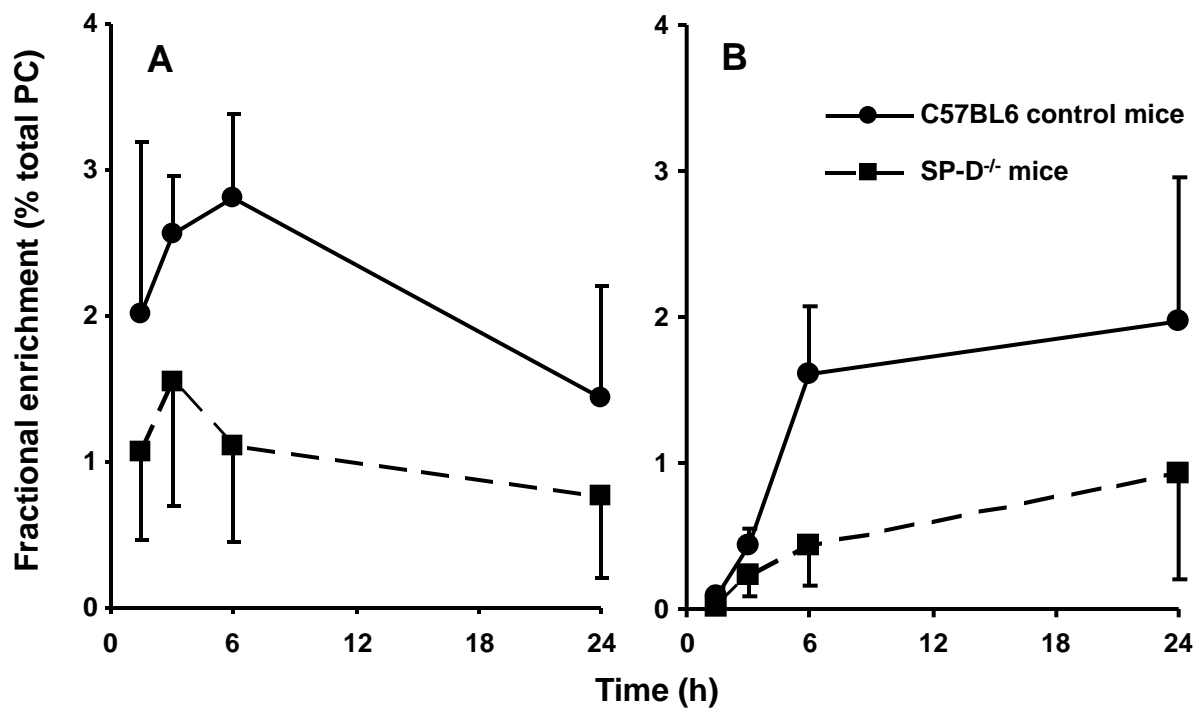 Fractional enrichment (% total PC)
A
4
3
2
1
0
0 6 12 18 24
B
4
3
2
1
0
0 6 12 18 24
C57BL6 control mice
SP-D-/- mice
Time (h)